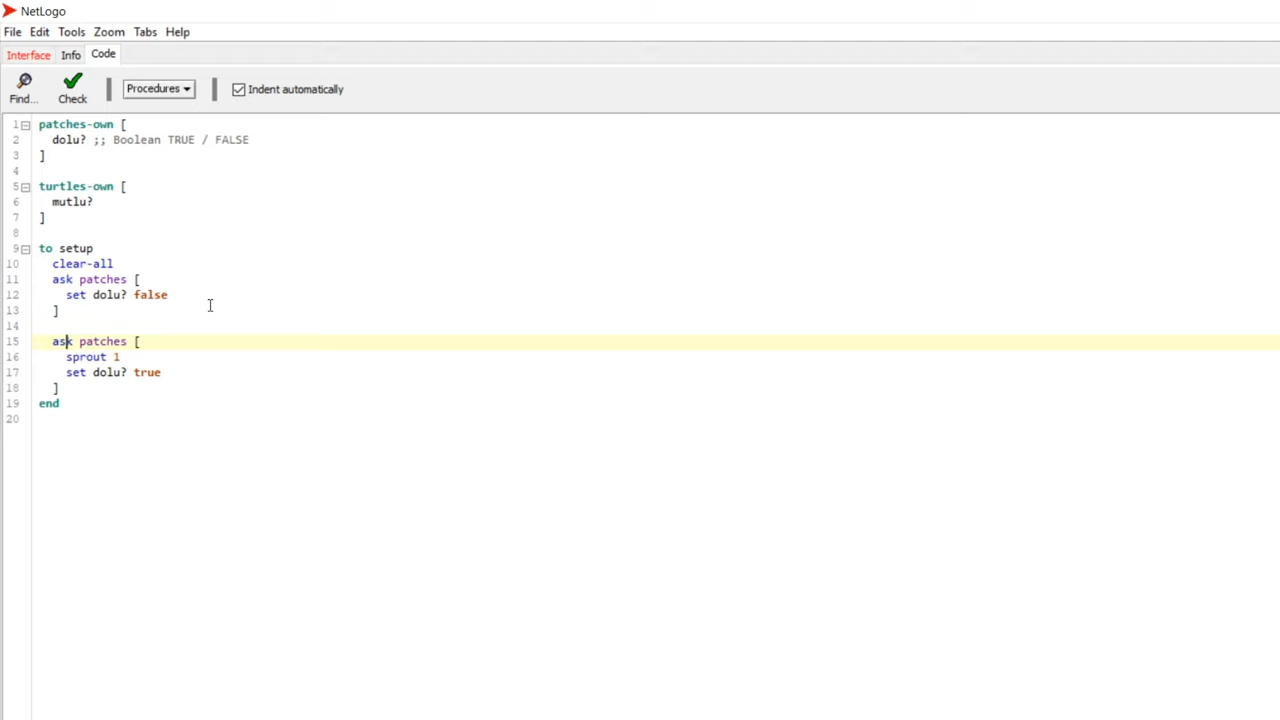 NetLogo
File Edit Tools Zoom Tabs Help
Interface Info Code
Find... Check Procedures Indent automatically
1 patches-own [
2 dolu? ;; Boolean TRUE / FALSE
3 ]
4
5 turtles-own [
6 mutlu?
7 ]
8
9 to setup
10 clear-all
11 ask patches [
12 set dolu? false
13 ]
14
15 ask patches [
16 sprout 1
17 set dolu? true
18 ]
19 end
20